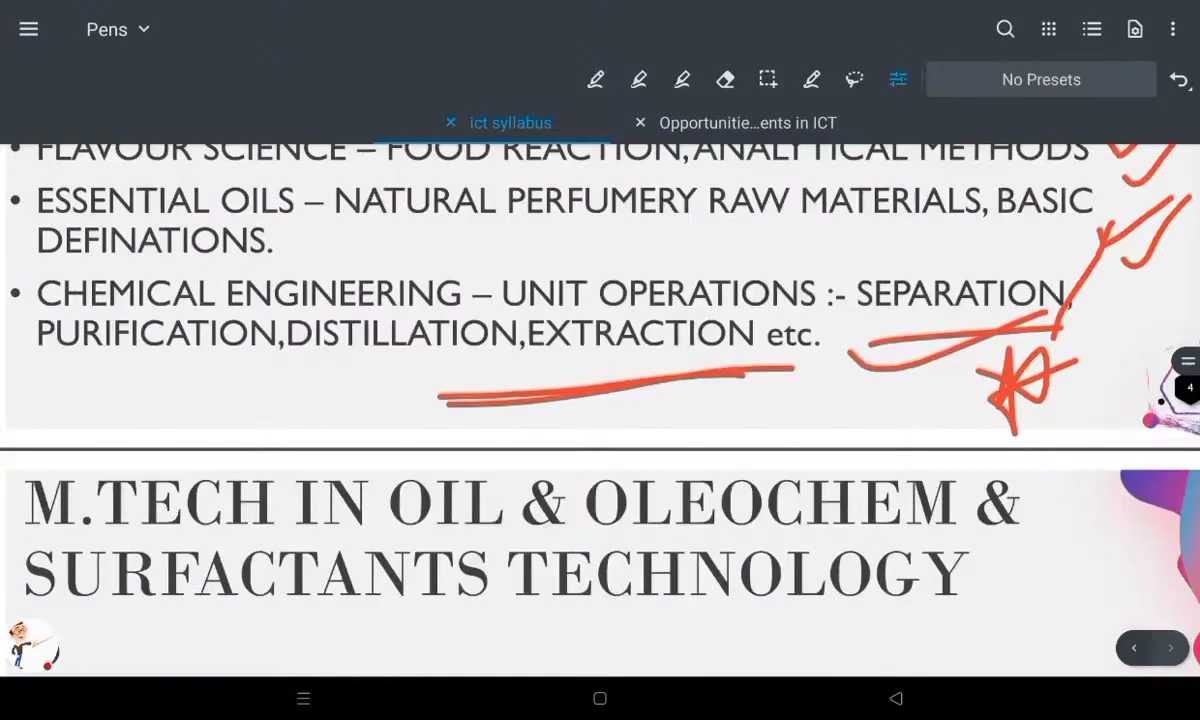 Pens
No Presets
ict syllabus
Opportunitie...ents in ICT
• FLAVOUR SCIENCE – FOOD REACTION,ANALYTICAL METHODS
• ESSENTIAL OILS – NATURAL PERFUMERY RAW MATERIALS, BASIC
DEFINATIONS.
• CHEMICAL ENGINEERING – UNIT OPERATIONS :- SEPARATION,
PURIFICATION,DISTILLATION,EXTRACTION etc.
4
M.TECH IN OIL & OLEOCHEM &
SURFACTANTS TECHNOLOGY